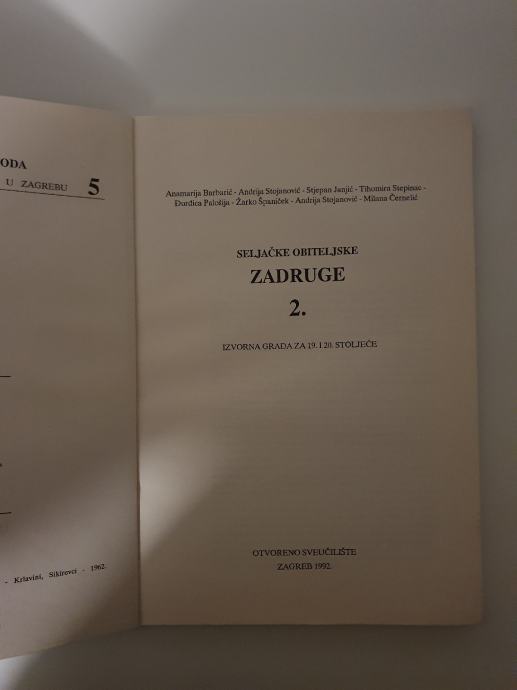 ODA
U ZAGREBU 5
- Krlavini, Sikirevci - 1962.
Anamarija Barbarić - Andrija Stojanović - Stjepan Janjić - Tihomira Stepinac -
Đurđica Palošija - Žarko Španiček - Andrija Stojanović - Milana Černelić
SELJAČKE OBITELJSKE
ZADRUGE
2.
IZVORNA GRAĐA ZA 19. I 20. STOLJEĆE
OTVORENO SVEUČILIŠTE
ZAGREB 1992.